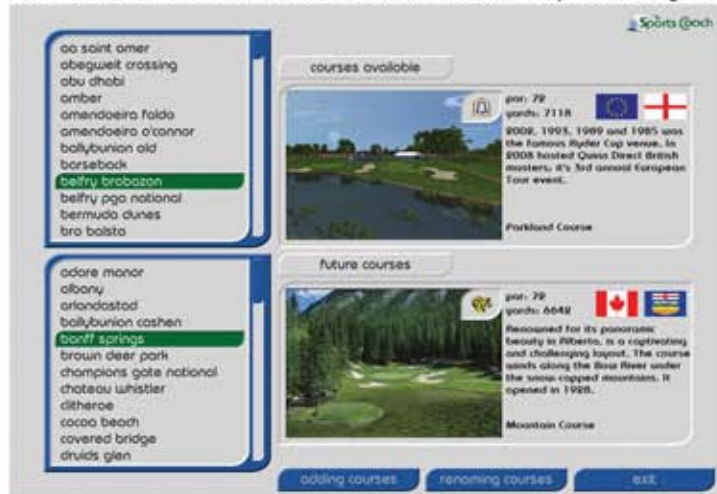 Sports Coach
aa saint omer
abegweit crossing
abu dhabi
amber
amendoeira faldo
amendoeira o'connor
ballybunion old
barseback
belfry brabazon
belfry pga national
bermuda dunes
bro balsta
courses available
par: 72
yards: 7118
2002, 1993, 1989 and 1985 was
the famous Ryder Cup venue. In
2008 hosted Quinn Direct British
masters, it's 3rd annual European
Tour event.
Parkland Course
adare manor
albany
arlandastad
ballybunion cashen
banff springs
brown deer park
champions gate national
chateau whistler
clitheroe
cocoa beach
covered bridge
druids glen
future courses
par: 72
yards: 6642
Renowned for its panoramic
beauty in Alberta, is a captivating
and challenging layout. The course
winds along the Bow River under
the snow-capped mountains. It
opened in 1928.
Mountain Course
adding courses
renaming courses
exit